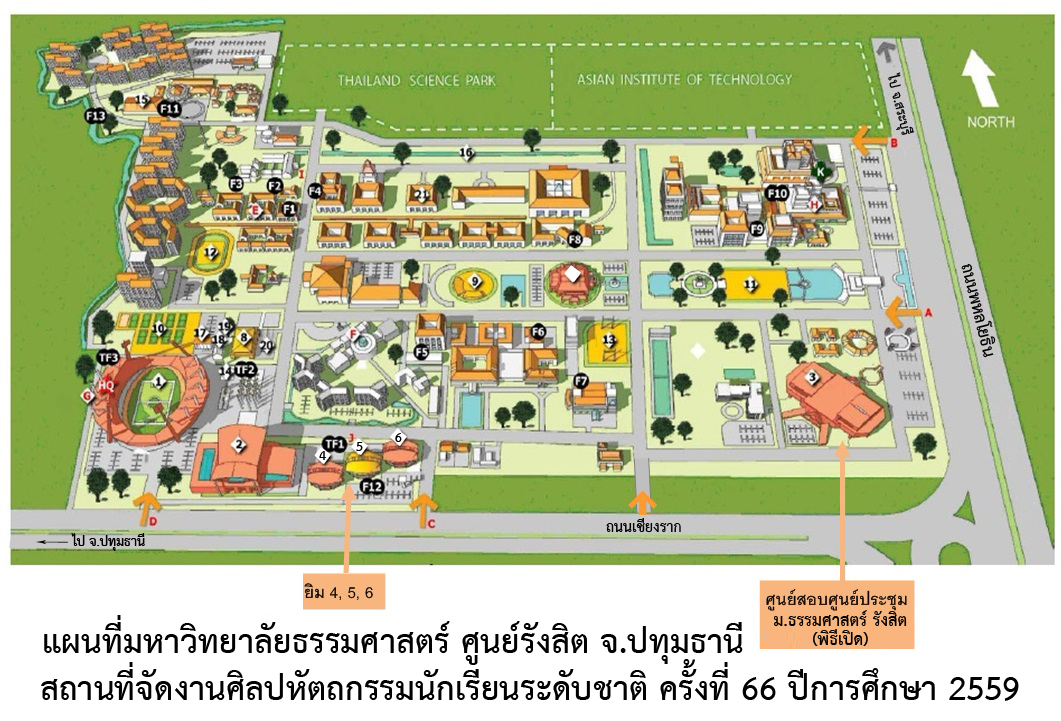 THAILAND SCIENCE PARK
ASIAN INSTITUTE OF TECHNOLOGY
ไป จ.สระบุรี
NORTH
15
F11
F13
16
B
K
I
F3
F2
F4
21
F10
E
F1
H
F9
12
F8
9
11
ถนนพหลโยธิน
A
10
17
19
18
8
20
F
F5
F6
13
TF3
14
TF2
HQ
G
1
F7
3
2
TF1
J
4
5
6
F12
D
C
ถนนเชียงราก
ไป จ.ปทุมธานี
ยิม 4, 5, 6
ศูนย์สอบศูนย์ประชุม
ม.ธรรมศาสตร์ รังสิต
(พิธีเปิด)
แผนที่มหาวิทยาลัยธรรมศาสตร์ ศูนย์รังสิต จ.ปทุมธานี
สถานที่จัดงานศิลปหัตถกรรมนักเรียนระดับชาติ ครั้งที่ 66 ปีการศึกษา 2559